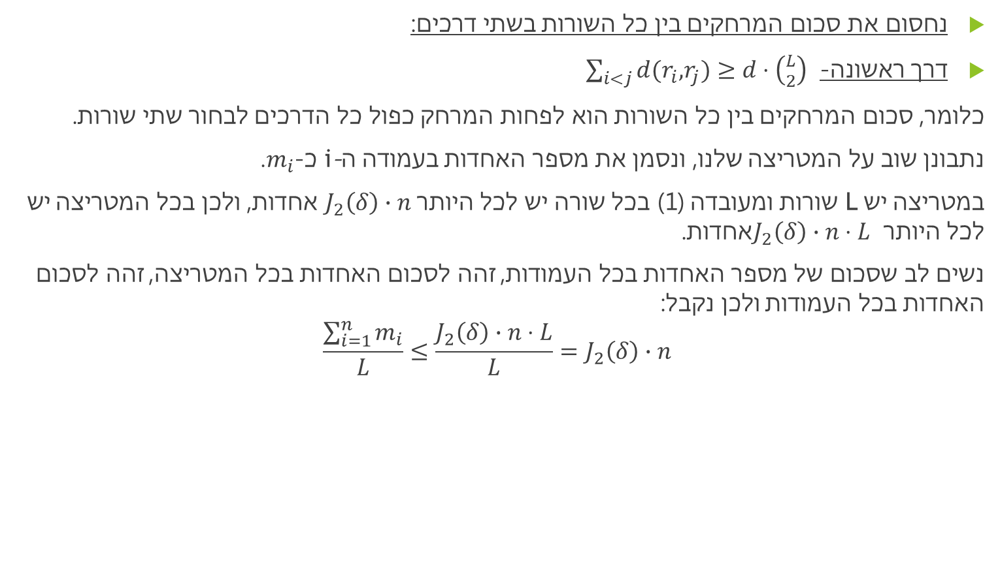 נחסום את סכום המרחקים בין כל השורות בשתי דרכים:
דרך ראשונה- $\sum_{i<j} d(r_i, r_j) \geq d \cdot \binom{L}{2}$
כלומר, סכום המרחקים בין כל השורות הוא לפחות המרחק כפול כל הדרכים לבחור שתי שורות.
נתבונן שוב על המטריצה שלנו, ונסמן את מספר האחדות בעמודה ה-i כ-$m_i$.
במטריצה יש L שורות ומעובדה (1) בכל שורה יש לכל היותר $J_2(\delta) \cdot n$ אחדות, ולכן בכל המטריצה יש
לכל היותר $J_2(\delta) \cdot n \cdot L$אחדות.
נשים לב שסכום של מספר האחדות בכל העמודות, זהה לסכום האחדות בכל המטריצה, זהה לסכום
האחדות בכל העמודות ולכן נקבל:
$\frac{\sum_{i=1}^{n} m_i}{L} \leq \frac{J_2(\delta) \cdot n \cdot L}{L} = J_2(\delta) \cdot n$